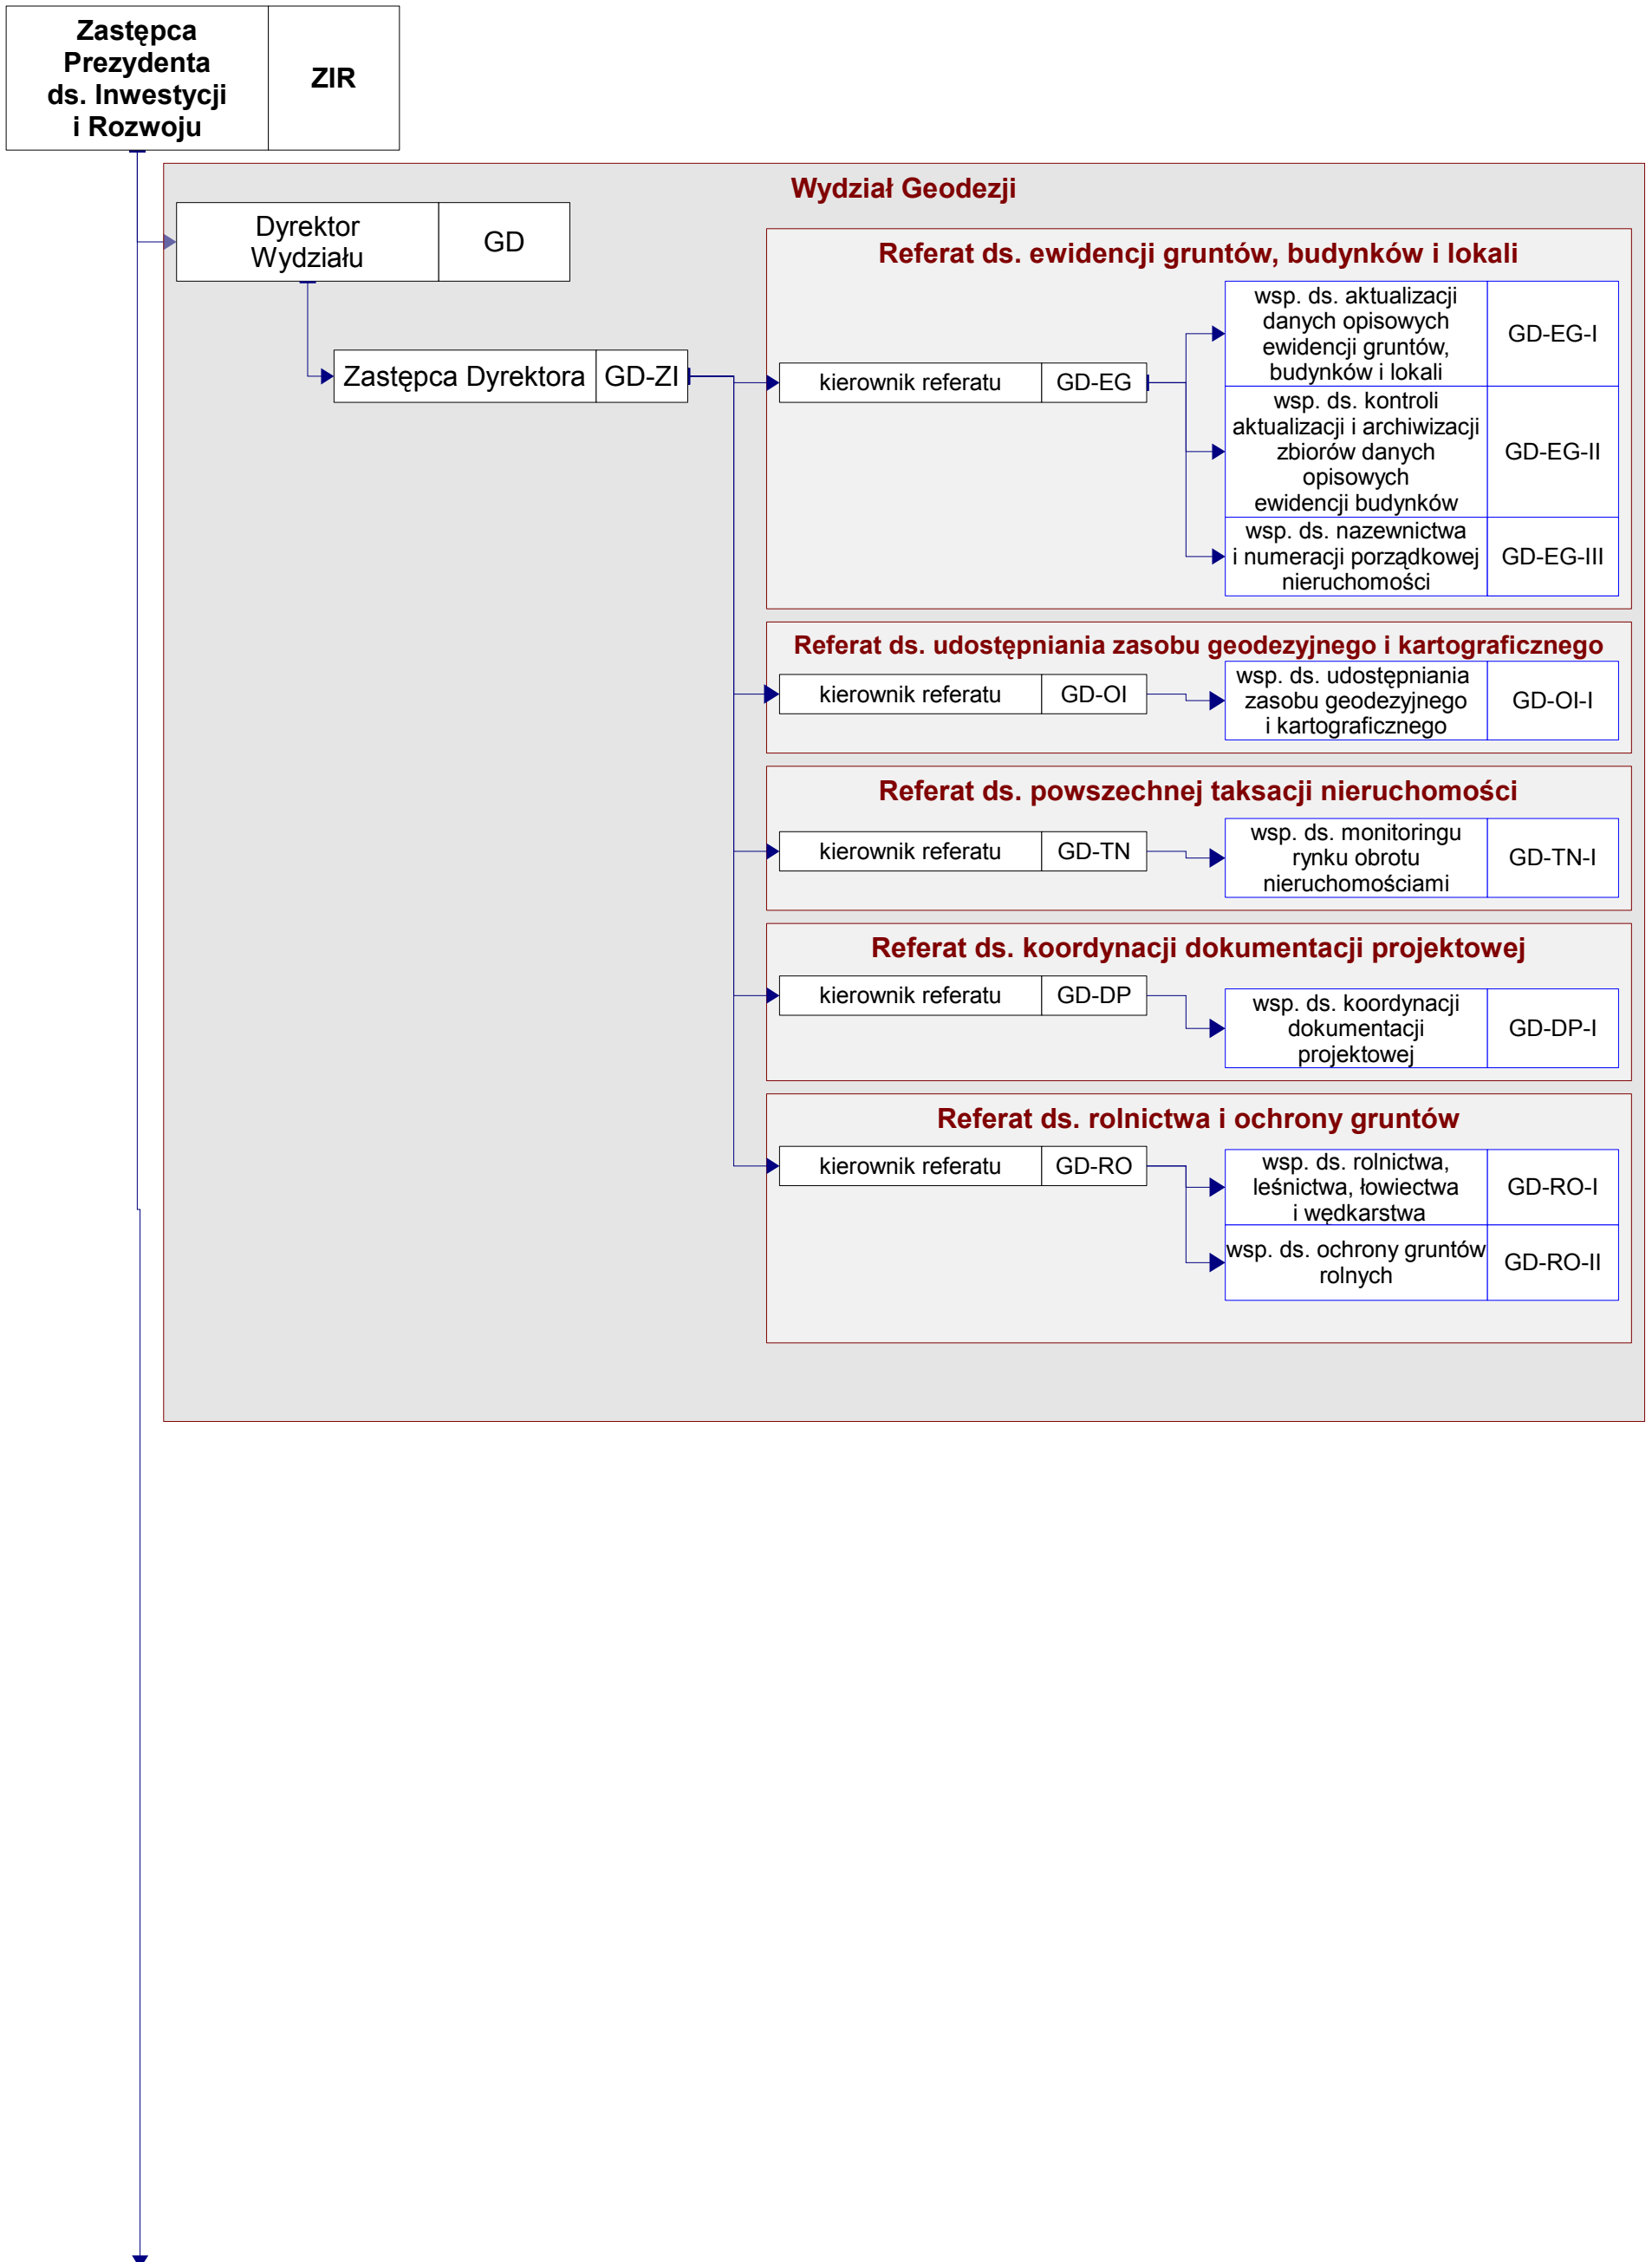 Zastępca
Prezydenta
ds. Inwestycji
i Rozwoju
ZIR
Wydział Geodezji
Dyrektor
Wydziału
GD
Zastępca Dyrektora
GD-ZI
Referat ds. ewidencji gruntów, budynków i lokali
kierownik referatu
GD-EG
wsp. ds. aktualizacji
danych opisowych
ewidencji gruntów,
budynków i lokali
GD-EG-I
wsp. ds. kontroli
aktualizacji i archiwizacji
zbiorów danych
opisowych
ewidencji budynków
GD-EG-II
wsp. ds. nazewnictwa
i numeracji porządkowej
nieruchomości
GD-EG-III
Referat ds. udostępniania zasobu geodezyjnego i kartograficznego
kierownik referatu
GD-OI
wsp. ds. udostępniania
zasobu geodezyjnego
i kartograficznego
GD-OI-I
Referat ds. powszechnej taksacji nieruchomości
kierownik referatu
GD-TN
wsp. ds. monitoringu
rynku obrotu
nieruchomościami
GD-TN-I
Referat ds. koordynacji dokumentacji projektowej
kierownik referatu
GD-DP
wsp. ds. koordynacji
dokumentacji
projektowej
GD-DP-I
Referat ds. rolnictwa i ochrony gruntów
kierownik referatu
GD-RO
wsp. ds. rolnictwa,
leśnictwa, łowiectwa
i wędkarstwa
GD-RO-I
wsp. ds. ochrony gruntów
rolnych
GD-RO-II